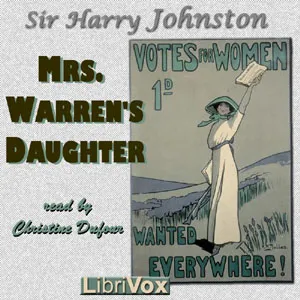 Sir Harry Johnston
MRS.
WARREN'S
DAUGHTER
read by
Christine Dufour
VOTES FOR WOMEN
1D
WANTED
EVERYWHERE!
LibriVox